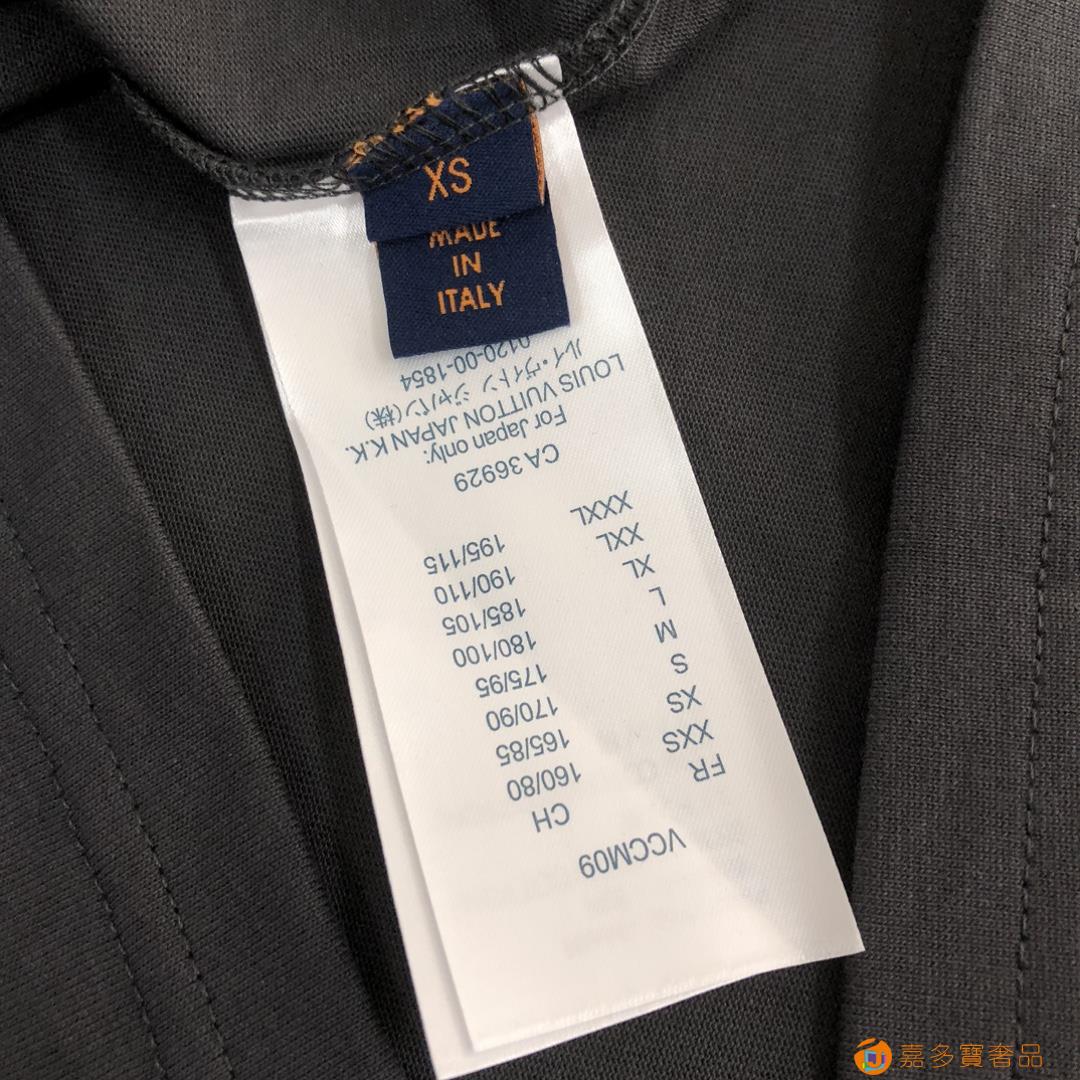 XS
MADE
IN
ITALY
VCCM09
FR CH
XXS 160/80
XS 165/85
S 170/90
M 175/95
L 180/100
XL 185/105
XXL 190/110
XXXL 195/115
CA 36929
For Japan only:
LOUIS VUITTON JAPAN K.K.
ルイ・ヴィトン ジャパン(株)
0120-00-1854
嘉多寶奢品